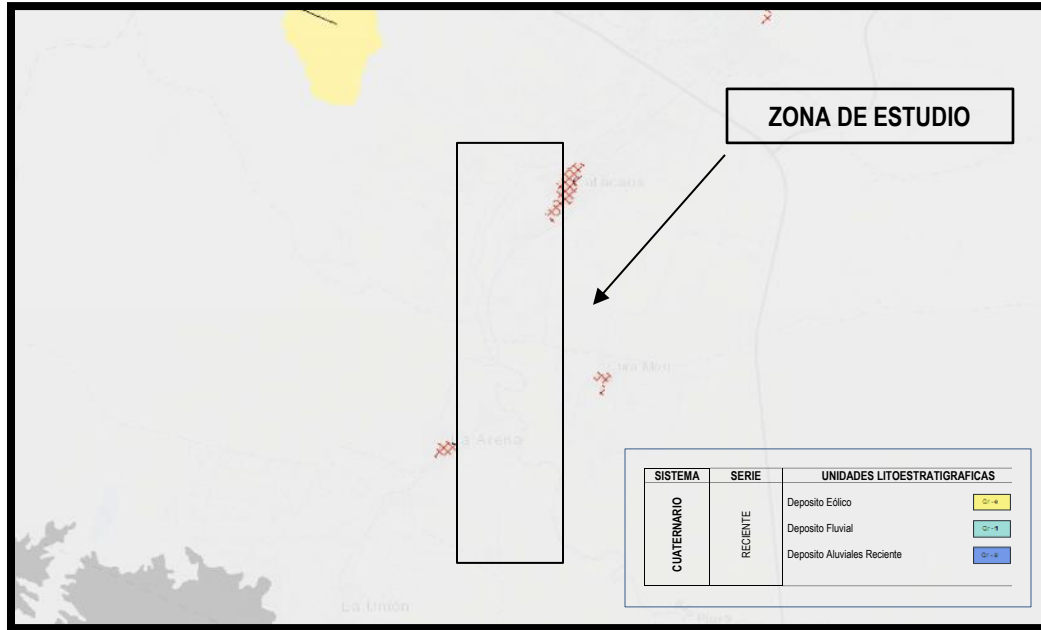 ZONA DE ESTUDIO
La Arena
La Unión
SISTEMA SERIE UNIDADES LITOESTRATIGRAFICAS
CUATERNARIO
RECIENTE
Deposito Eólico
Deposito Fluvial
Deposito Aluviales Reciente